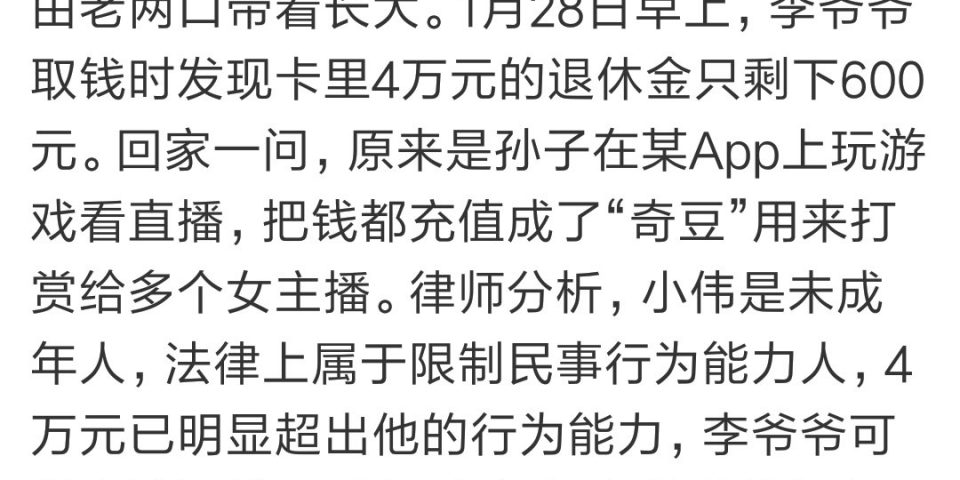 由老两口带着长大。1月28日早上，李爷爷
取钱时发现卡里4万元的退休金只剩下600
元。回家一问，原来是孙子在某App上玩游
戏看直播，把钱都充值成了“奇豆”用来打
赏给多个女主播。律师分析，小伟是未成
年人，法律上属于限制民事行为能力人，4
万元已明显超出他的行为能力，李爷爷可